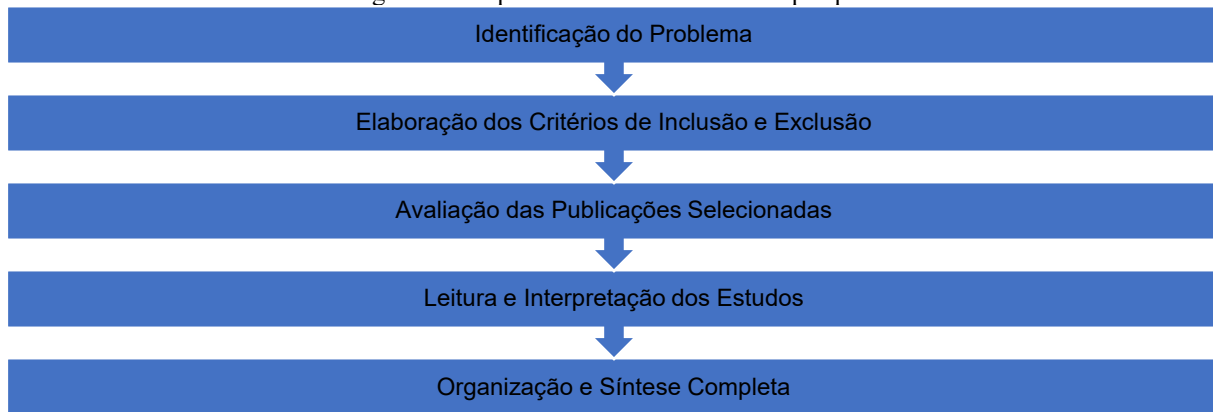 Identificação do Problema
Elaboração dos Critérios de Inclusão e Exclusão
Avaliação das Publicações Selecionadas
Leitura e Interpretação dos Estudos
Organização e Síntese Completa